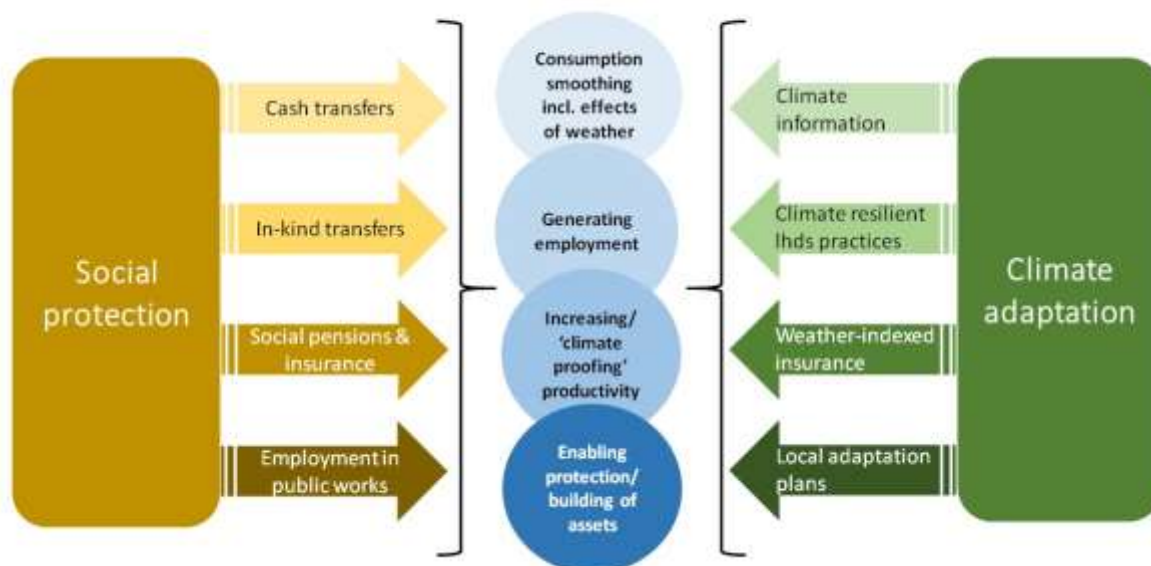 Social
protection
Cash transfers
In-kind transfers
Social pensions &
insurance
Employment in
public works
Consumption
smoothing
incl. effects
of weather
Generating
employment
Increasing/
‘climate
proofing’
productivity
Enabling
protection/
building of
assets
Climate
information
Climate resilient
lhds practices
Weather-indexed
insurance
Local adaptation
plans
Climate
adaptation